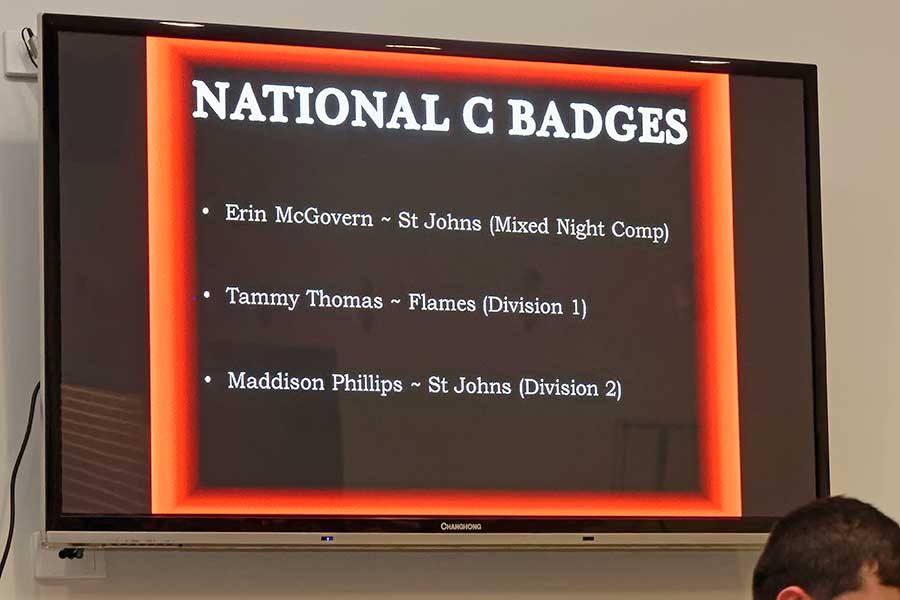 NATIONAL C BADGES
• Erin McGovern ~ St Johns (Mixed Night Comp)
• Tammy Thomas ~ Flames (Division 1)
• Maddison Phillips ~ St Johns (Division 2)
CHANGHONG